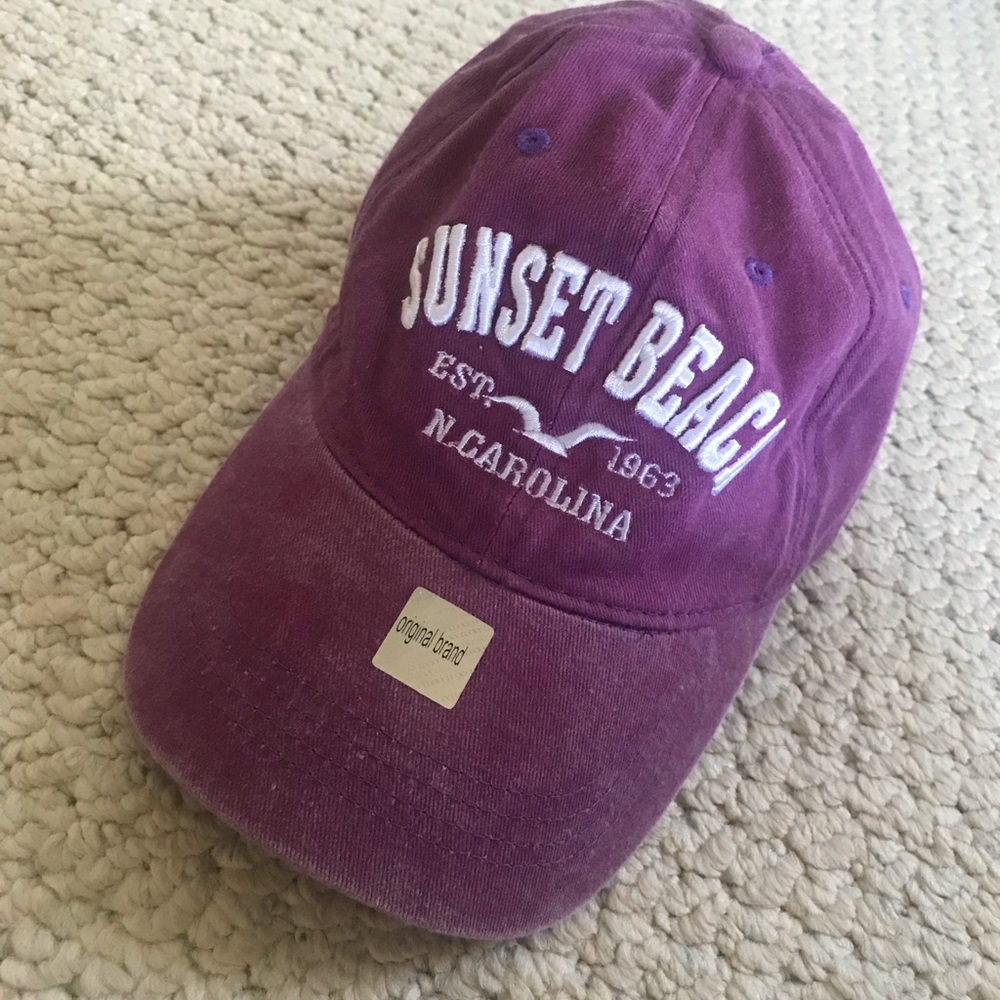 SUNSET BEACH
EST. 1963
N.CAROLINA
original brand